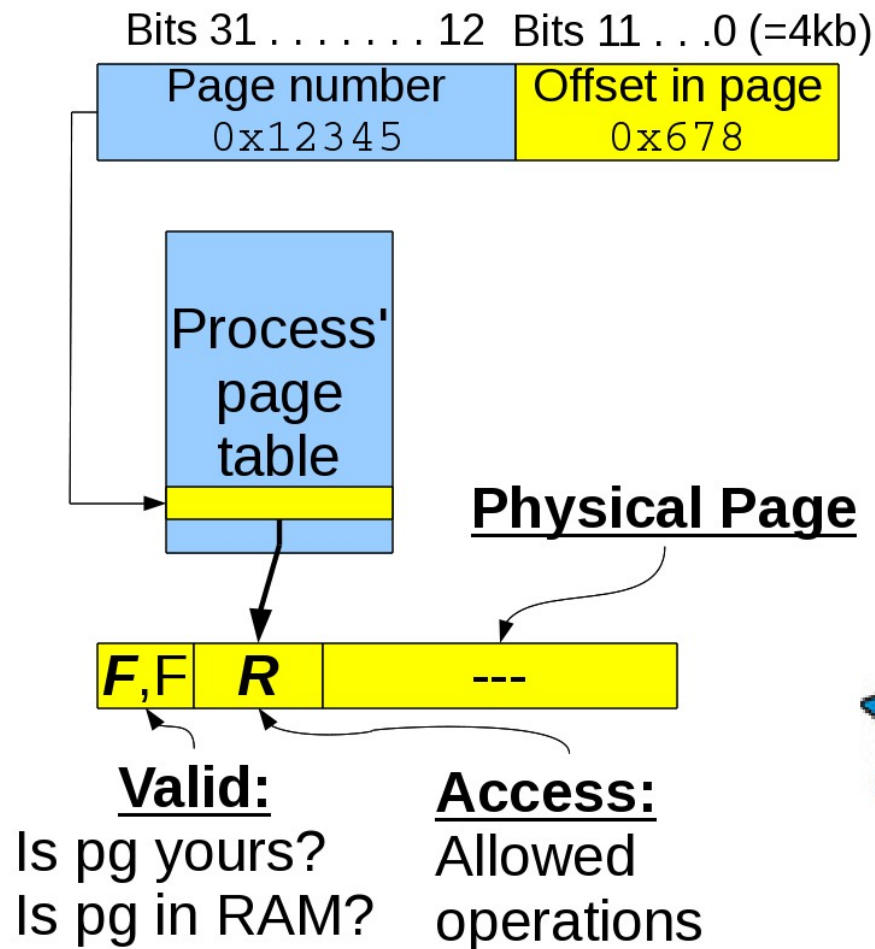 Bits 31 . . . . . . . 12 Bits 11 . . .0 (=4kb)
Page number Offset in page
0x12345 0x678
Process'
page
table
Physical Page
F,F R ---
Valid: Access:
Is pg yours? Allowed
Is pg in RAM? operations